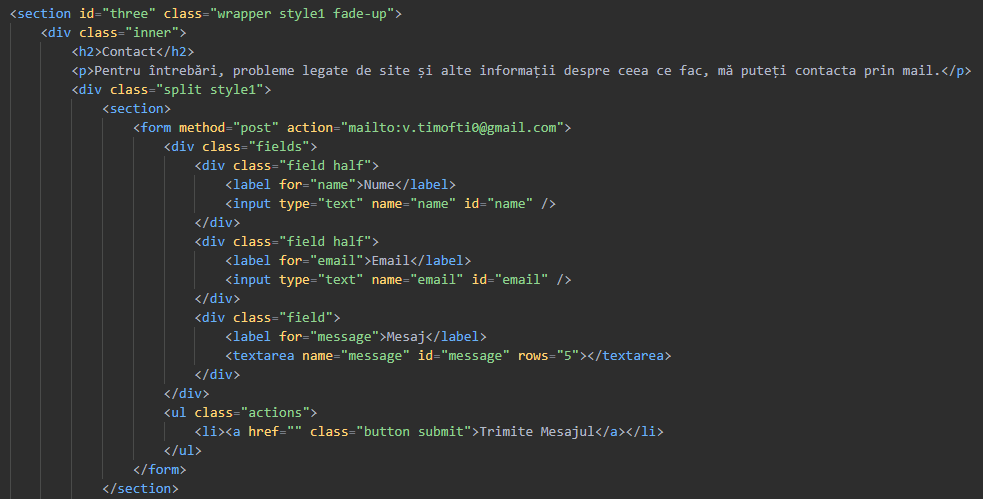 <section id="three" class="wrapper style1 fade-up">
<div class="inner">
<h2>Contact</h2>
<p>Pentru întrebări, probleme legate de site și alte informații despre ceea ce fac, mă puteți contacta prin mail.</p>
<div class="split style1">
<section>
<form method="post" action="mailto:v.timofti0@gmail.com">
<div class="fields">
<div class="field half">
<label for="name">Nume</label>
<input type="text" name="name" id="name" />
</div>
<div class="field half">
<label for="email">Email</label>
<input type="text" name="email" id="email" />
</div>
<div class="field">
<label for="message">Mesaj</label>
<textarea name="message" id="message" rows="5"></textarea>
</div>
</div>
<ul class="actions">
<li><a href="" class="button submit">Trimite Mesajul</a></li>
</ul>
</form>
</section>